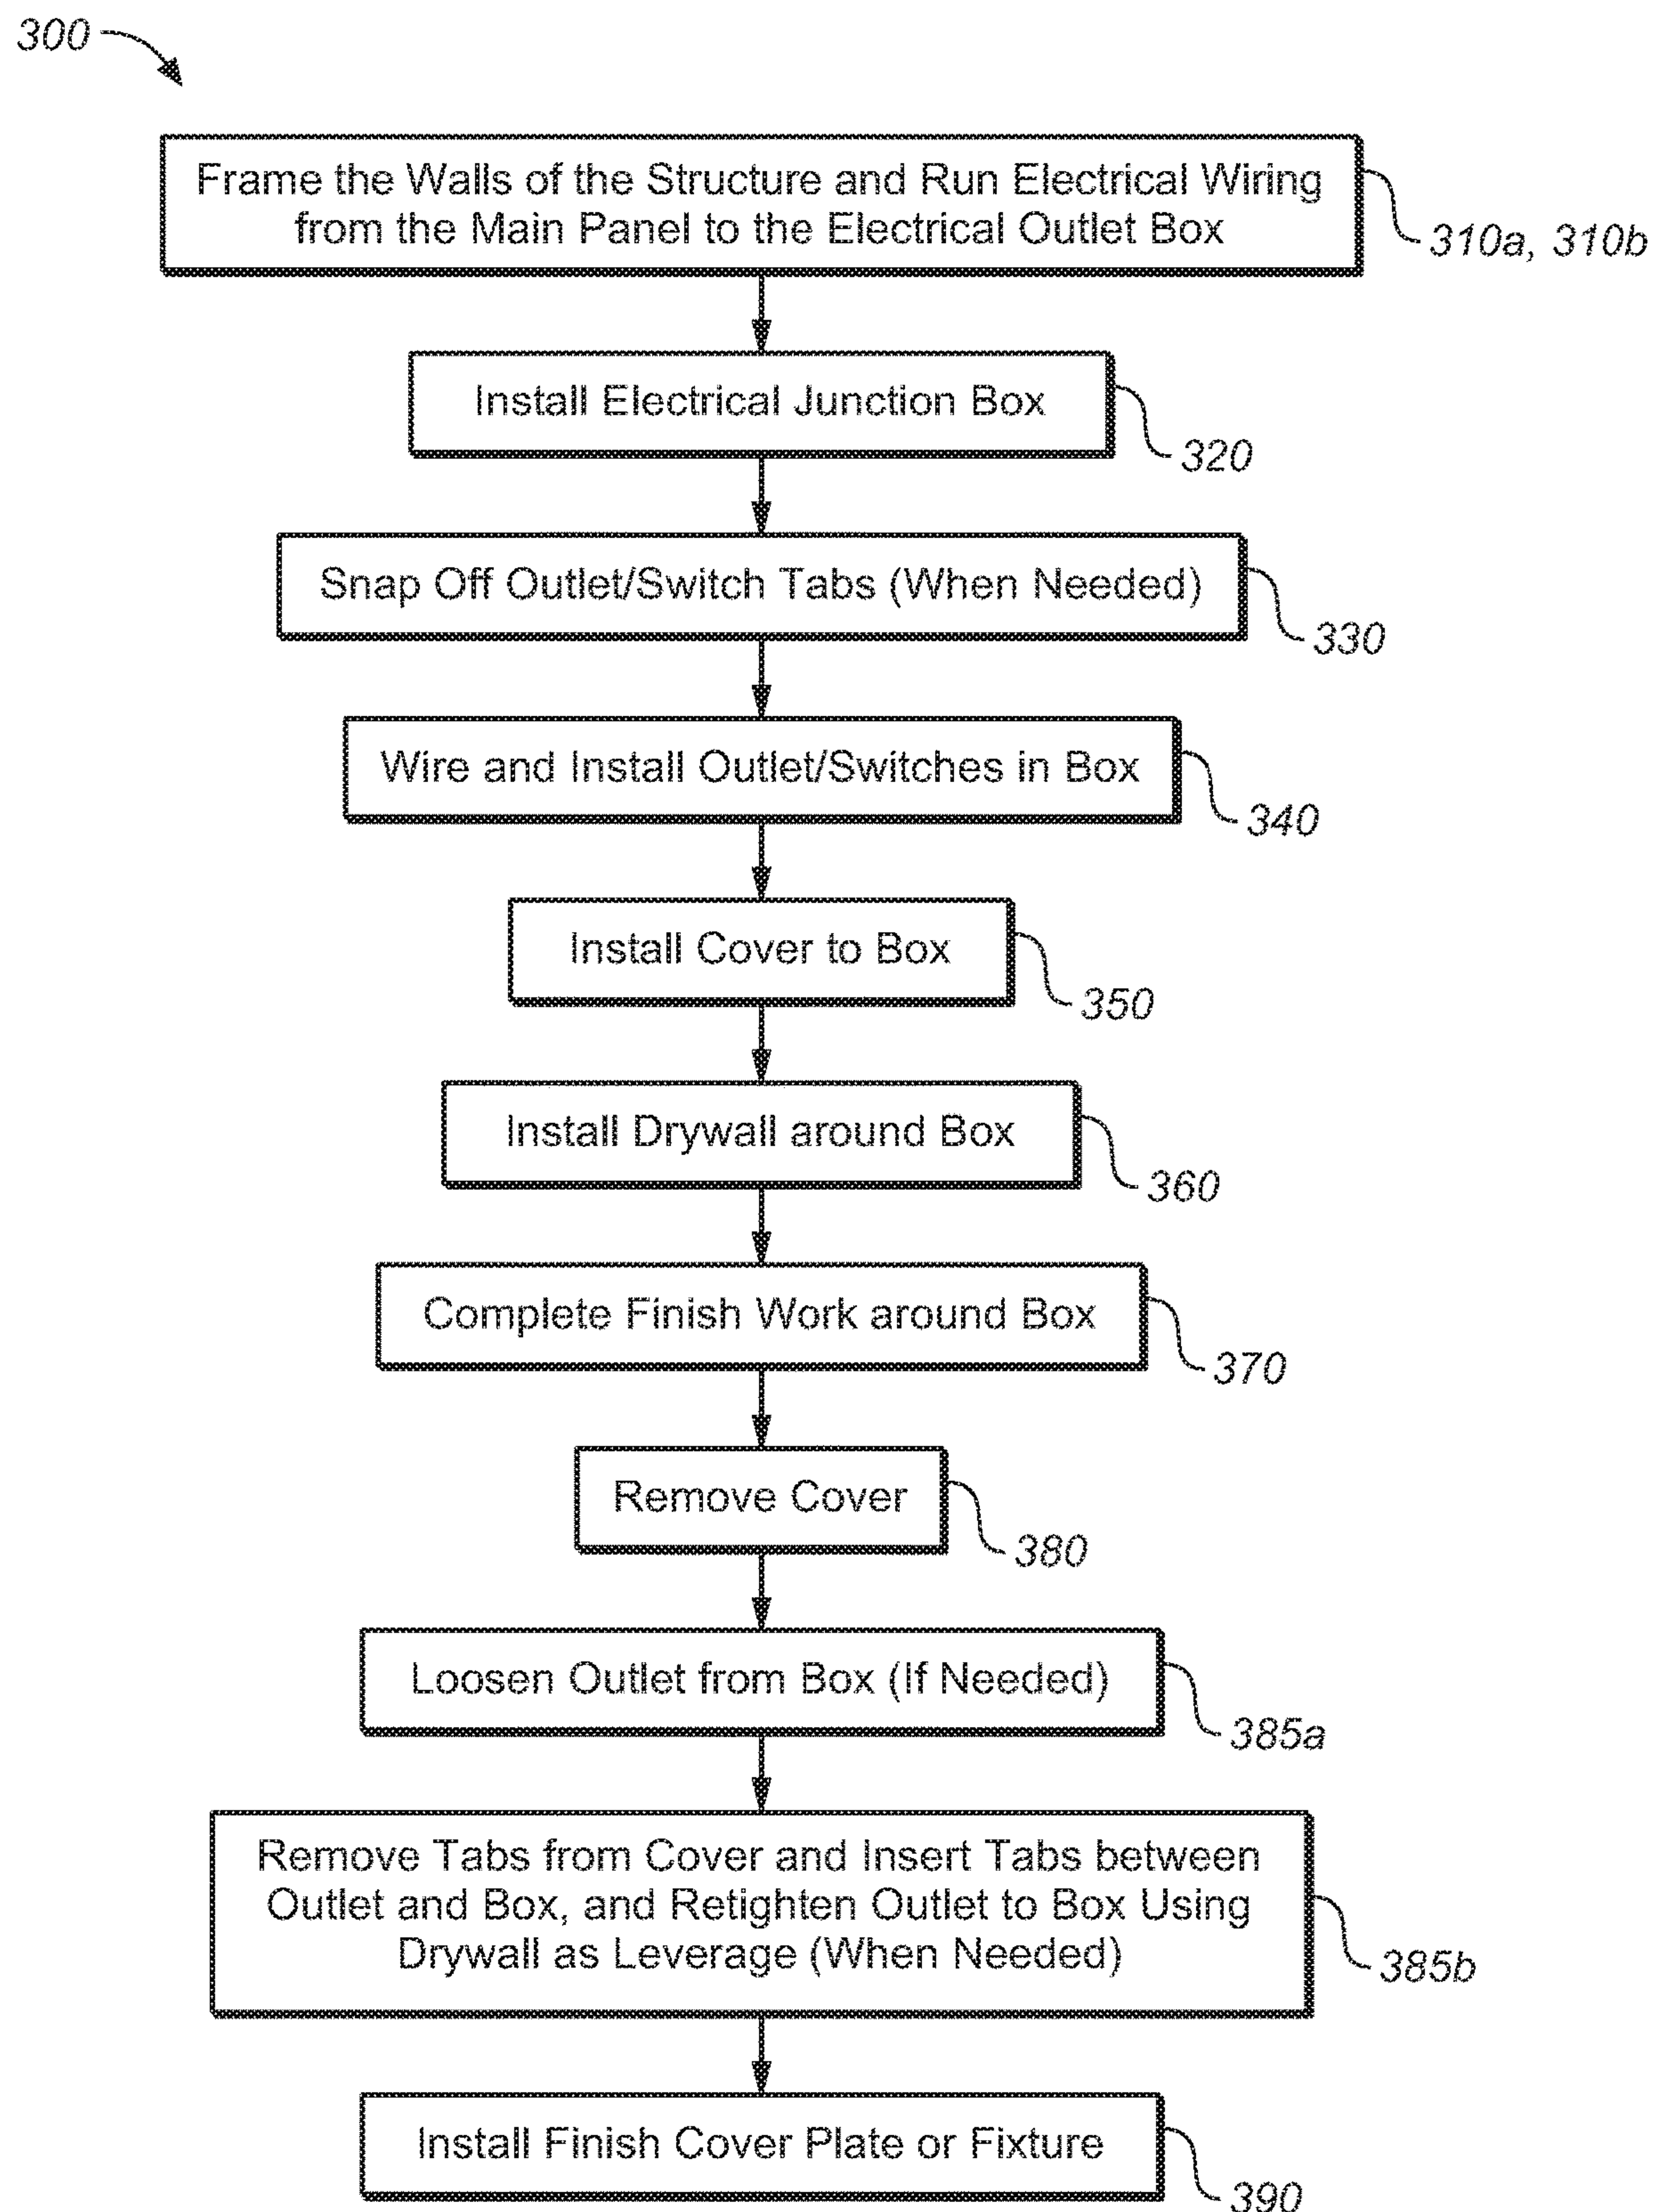 300
Frame the Walls of the Structure and Run Electrical Wiring
from the Main Panel to the Electrical Outlet Box
310a, 310b
Install Electrical Junction Box
320
Snap Off Outlet/Switch Tabs (When Needed)
330
Wire and Install Outlet/Switches in Box
340
Install Cover to Box
350
Install Drywall around Box
360
Complete Finish Work around Box
370
Remove Cover
380
Loosen Outlet from Box (If Needed)
385a
Remove Tabs from Cover and Insert Tabs between
Outlet and Box, and Retighten Outlet to Box Using
Drywall as Leverage (When Needed)
385b
Install Finish Cover Plate or Fixture
390